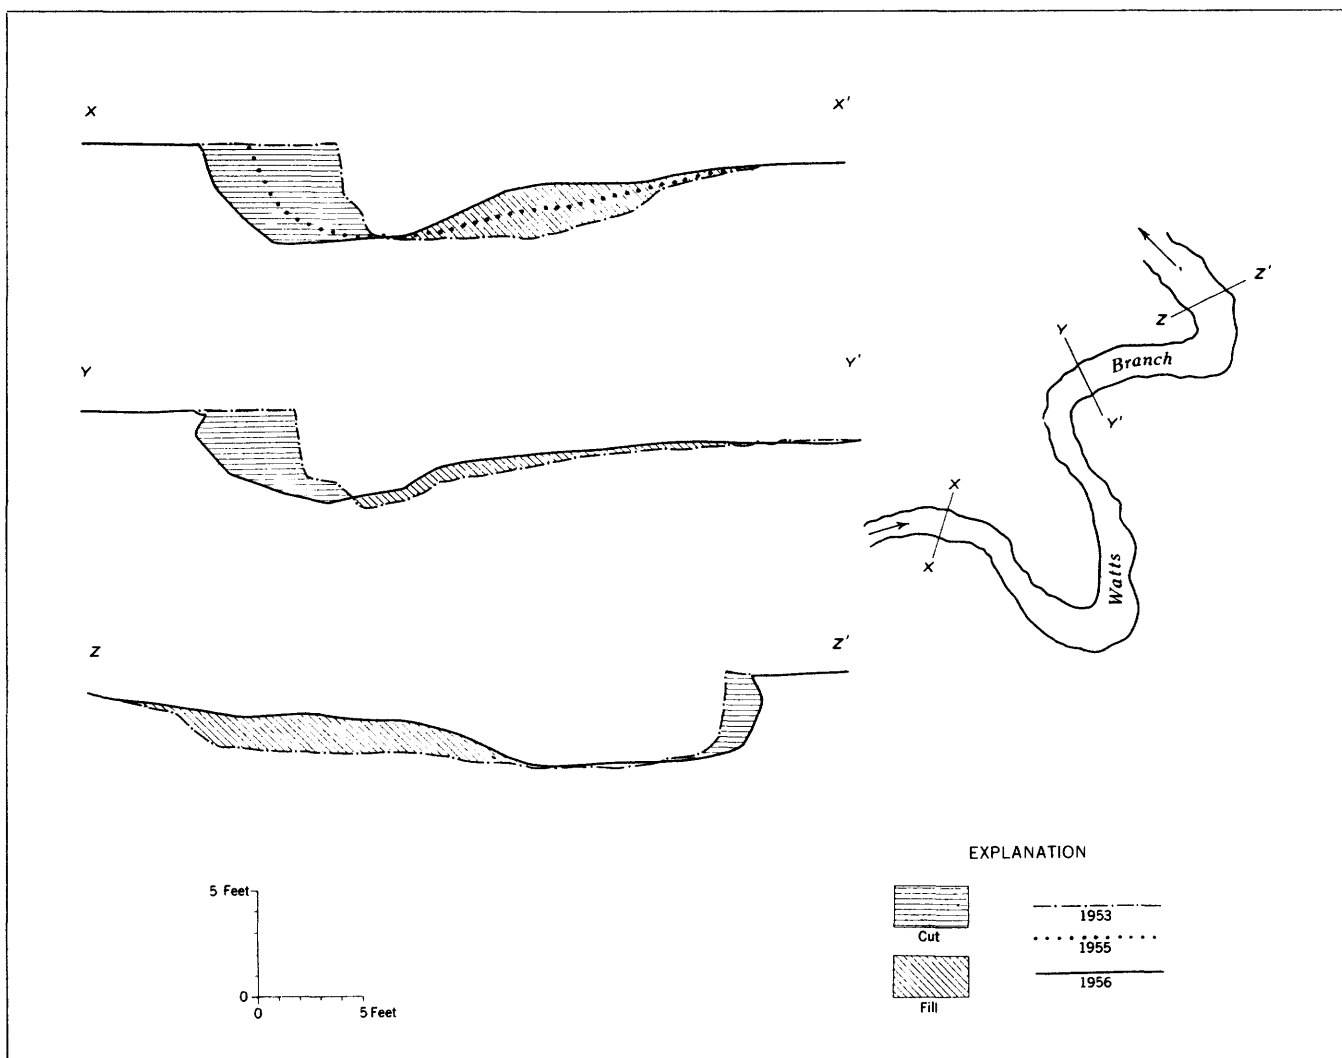 X
X'
Y
Y'
Z
Z'
Z'
Z
Y
Branch
Y'
X
X
Watts
EXPLANATION
5 Feet
0
0
5 Feet
Cut
Fill
1953
1955
1956